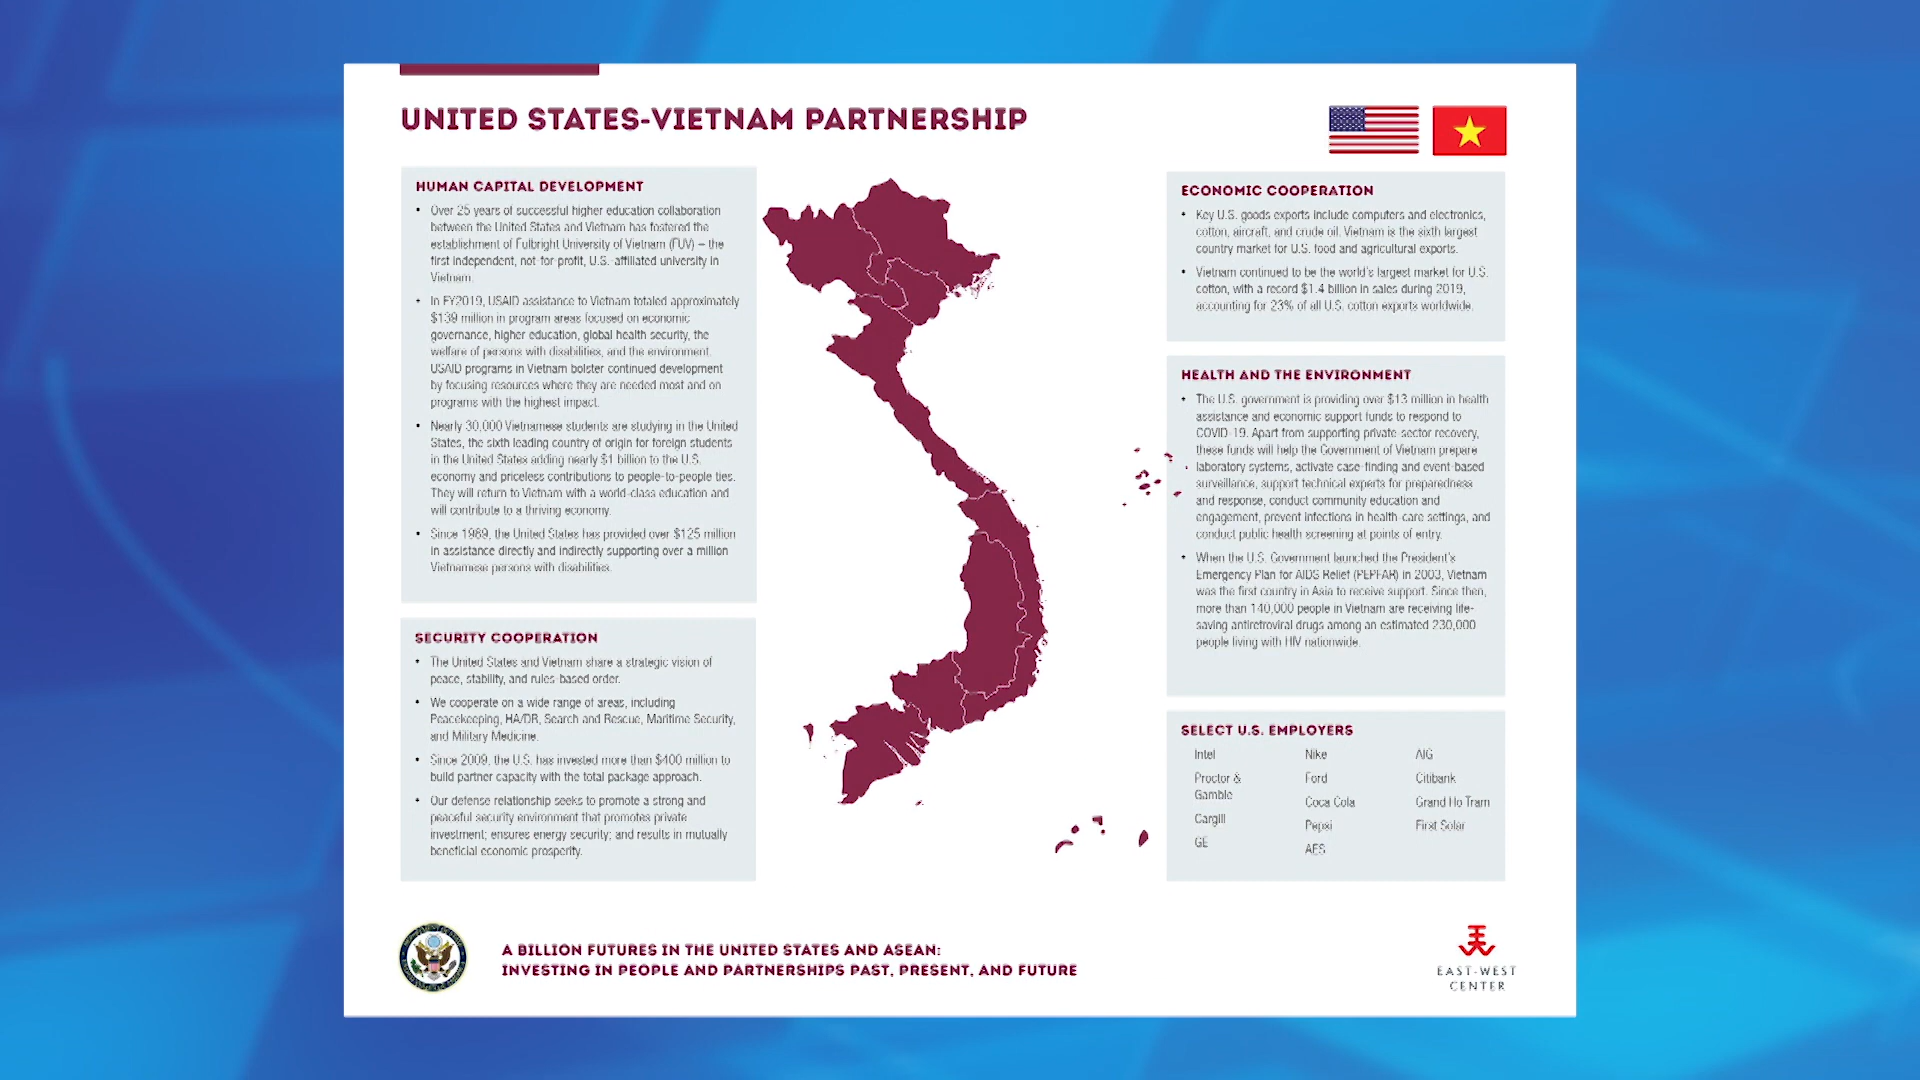 UNITED STATES-VIETNAM PARTNERSHIP
HUMAN CAPITAL DEVELOPMENT
• Over 25 years of successful higher education collaboration
between the United States and Vietnam has fostered the
establishment of Fulbright University of Vietnam (FUV) – the
first independent, not-for-profit, U.S.-affiliated university in
Vietnam.
• In FY2019, USAID assistance to Vietnam totaled approximately
$139 million in program areas focused on economic
governance, higher education, global health security, the
welfare of persons with disabilities, and the environment.
USAID programs in Vietnam bolster continued development
by focusing resources where they are needed most and on
programs with the highest impact.
• Nearly 30,000 Vietnamese students are studying in the United
States, the sixth leading country of origin for foreign students
in the United States adding nearly $1 billion to the U.S.
economy and priceless contributions to people-to-people ties.
They will return to Vietnam with a world-class education and
will contribute to a thriving economy.
• Since 1989, the United States has provided over $125 million
in assistance directly and indirectly supporting over a million
Vietnamese persons with disabilities.
SECURITY COOPERATION
• The United States and Vietnam share a strategic vision of
peace, stability, and rules-based order.
• We cooperate on a wide range of areas, including
Peacekeeping, HA/DR, Search and Rescue, Maritime Security,
and Military Medicine.
• Since 2009, the U.S. has invested more than $400 million to
build partner capacity with the total package approach.
• Our defense relationship seeks to promote a strong and
peaceful security environment that promotes private
investment; ensures energy security; and results in mutually
beneficial economic prosperity.
ECONOMIC COOPERATION
• Key U.S. goods exports include computers and electronics,
cotton, aircraft, and crude oil. Vietnam is the sixth largest
country market for U.S. food and agricultural exports.
• Vietnam continued to be the world's largest market for U.S.
cotton, with a record $1.4 billion in sales during 2019,
accounting for 23% of all U.S. cotton exports worldwide.
HEALTH AND THE ENVIRONMENT
• The U.S. government is providing over $13 million in health
assistance and economic support funds to respond to
COVID-19. Apart from supporting private-sector recovery,
these funds will help the Government of Vietnam prepare
laboratory systems, activate case-finding and event-based
surveillance, support technical experts for preparedness
and response, conduct community education and
engagement, prevent infections in health-care settings, and
conduct public health screening at points of entry.
• When the U.S. Government launched the President's
Emergency Plan for AIDS Relief (PEPFAR) in 2003, Vietnam
was the first country in Asia to receive support. Since then,
more than 140,000 people in Vietnam are receiving life-
saving antiretroviral drugs among an estimated 230,000
people living with HIV nationwide.
SELECT U.S. EMPLOYERS
Intel
Proctor &
Gamble
Cargill
GE
Nike
Ford
Coca Cola
Pepsi
AES
AIG
Citibank
Grand Ho Tram
First Solar
A BILLION FUTURES IN THE UNITED STATES AND ASEAN:
INVESTING IN PEOPLE AND PARTNERSHIPS PAST, PRESENT, AND FUTURE
EAST-WEST
CENTER